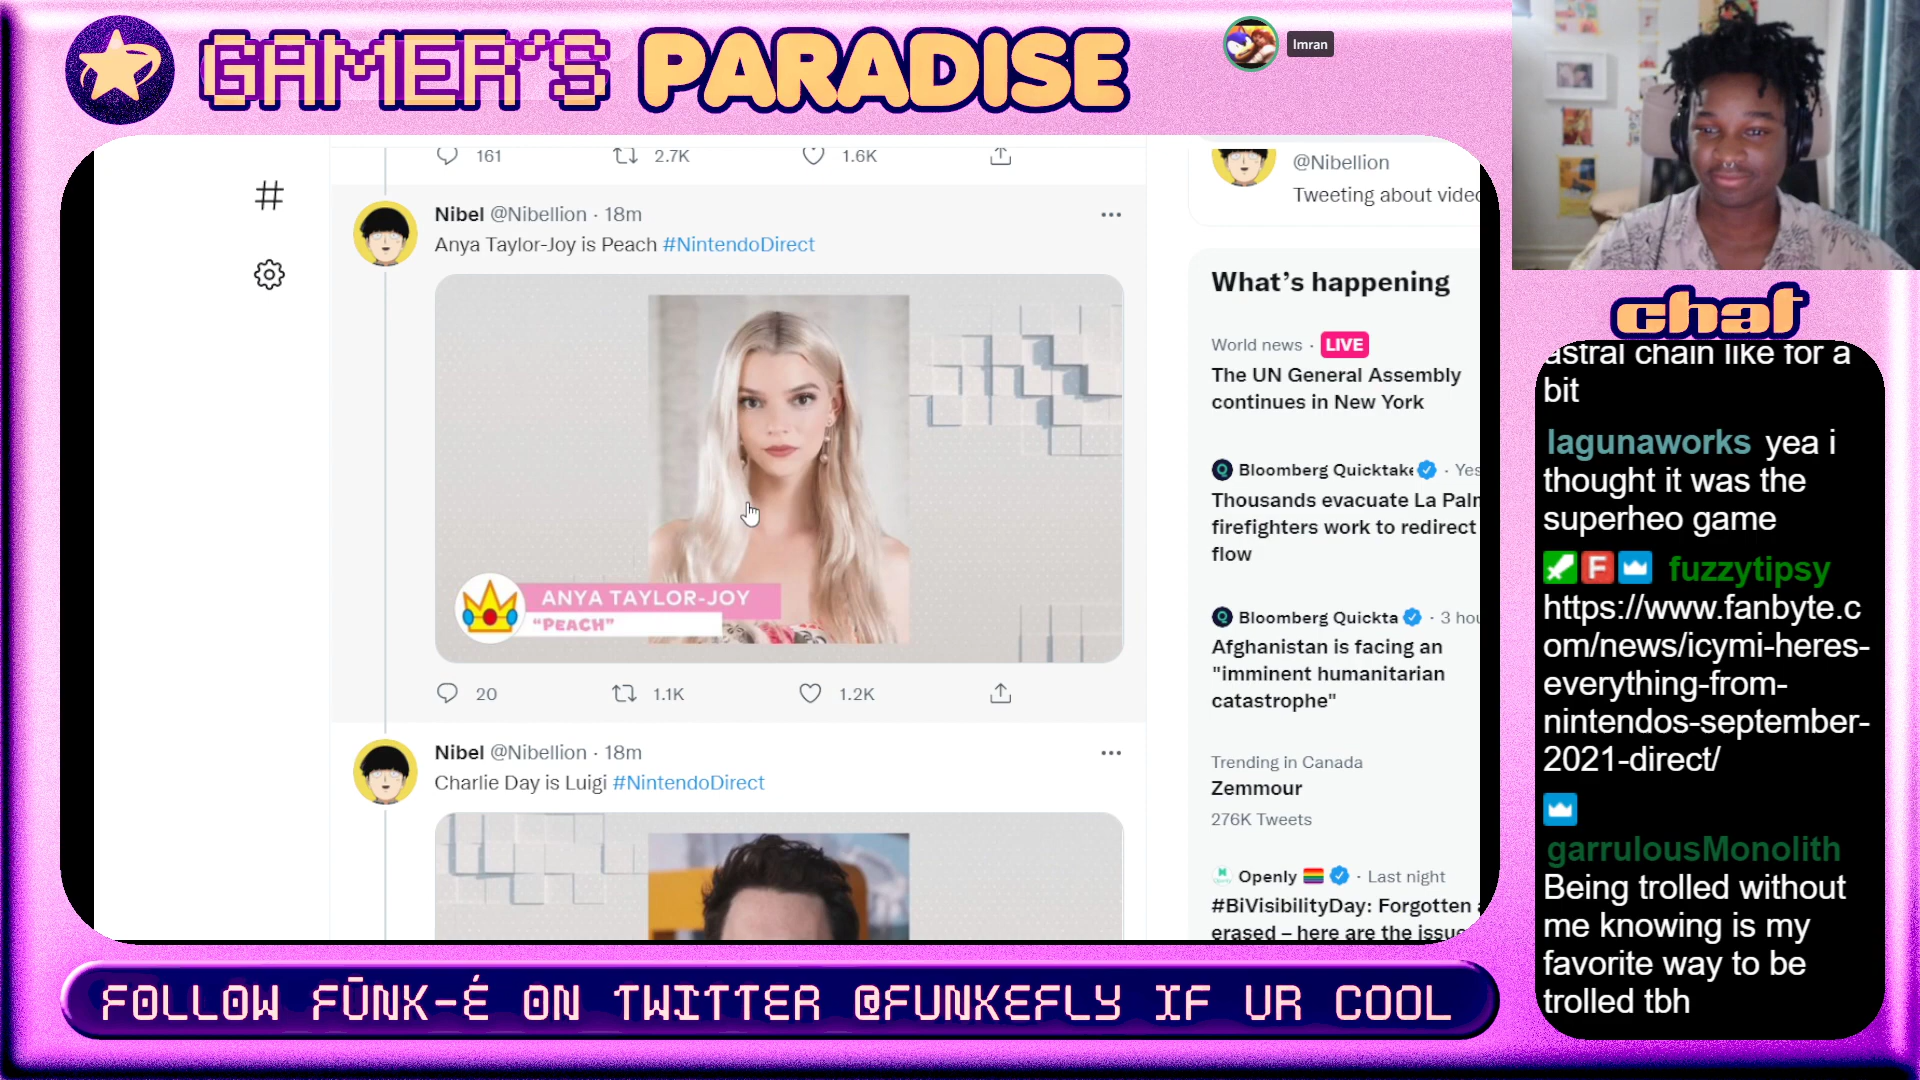 GAMER'S PARADISE
Imran
161 2.7K 1.6K
Nibel @Nibellion · 18m
Anya Taylor-Joy is Peach #NintendoDirect
ANYA TAYLOR-JOY
"PEACH"
20 1.1K 1.2K
Nibel @Nibellion · 18m
Charlie Day is Luigi #NintendoDirect
@Nibellion
Tweeting about video
What's happening
World news · LIVE
The UN General Assembly
continues in New York
Bloomberg Quicktake · Yes
Thousands evacuate La Palm
firefighters work to redirect
flow
Bloomberg Quickta · 3 hou
Afghanistan is facing an
"imminent humanitarian
catastrophe"
Trending in Canada
Zemmour
276K Tweets
Openly · Last night
#BiVisibilityDay: Forgotten
erased – here are the issue
chat
astral chain like for a
bit
lagunaworks yea i
thought it was the
superheo game
F fuzzytipsy
https://www.fanbyte.c
om/news/icymi-heres-
everything-from-
nintendos-september-
2021-direct/
garrulousMonolith
Being trolled without
me knowing is my
favorite way to be
trolled tbh
FOLLOW FŪNK-É ON TWITTER @FUNKEFLY IF UR COOL